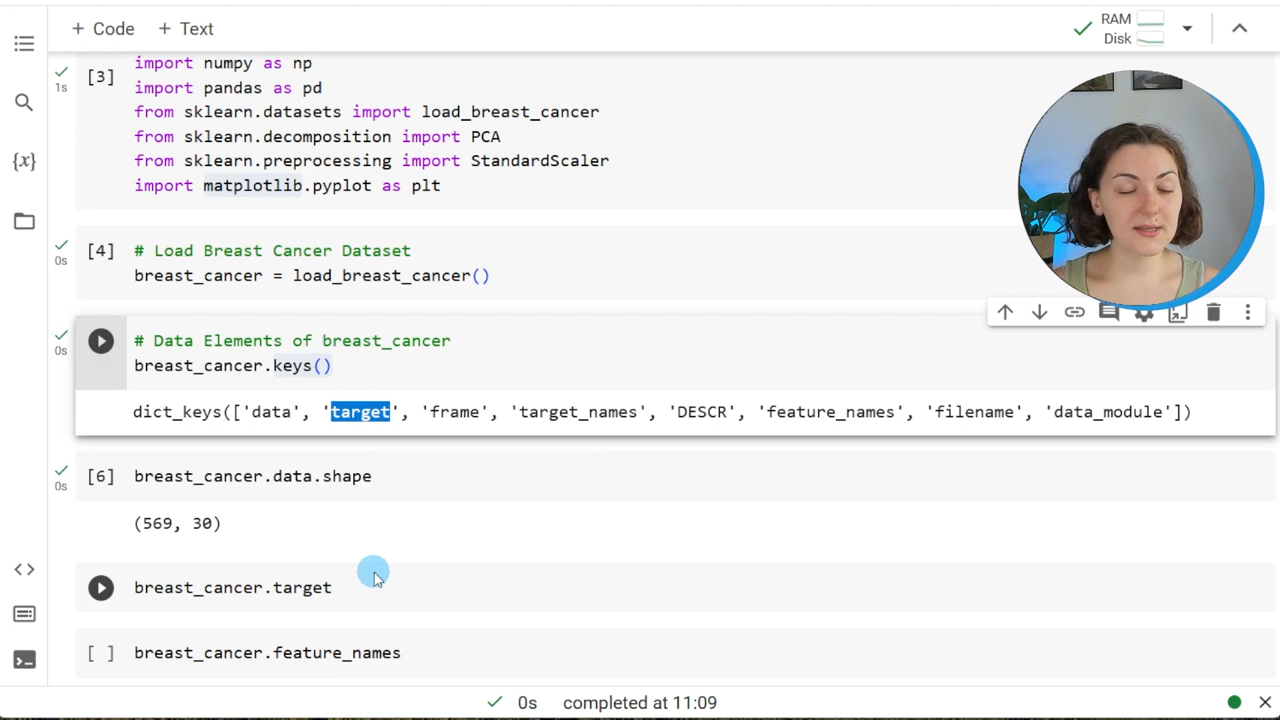 + Code + Text
RAM
Disk
[3]
1s
import numpy as np
import pandas as pd
from sklearn.datasets import load_breast_cancer
from sklearn.decomposition import PCA
from sklearn.preprocessing import StandardScaler
import matplotlib.pyplot as plt
{x}
[4]
0s
# Load Breast Cancer Dataset
breast_cancer = load_breast_cancer()
0s
# Data Elements of breast_cancer
breast_cancer.keys()
dict_keys(['data', 'target', 'frame', 'target_names', 'DESCR', 'feature_names', 'filename', 'data_module'])
[6]
0s
breast_cancer.data.shape
(569, 30)
breast_cancer.target
[ ] breast_cancer.feature_names
0s completed at 11:09